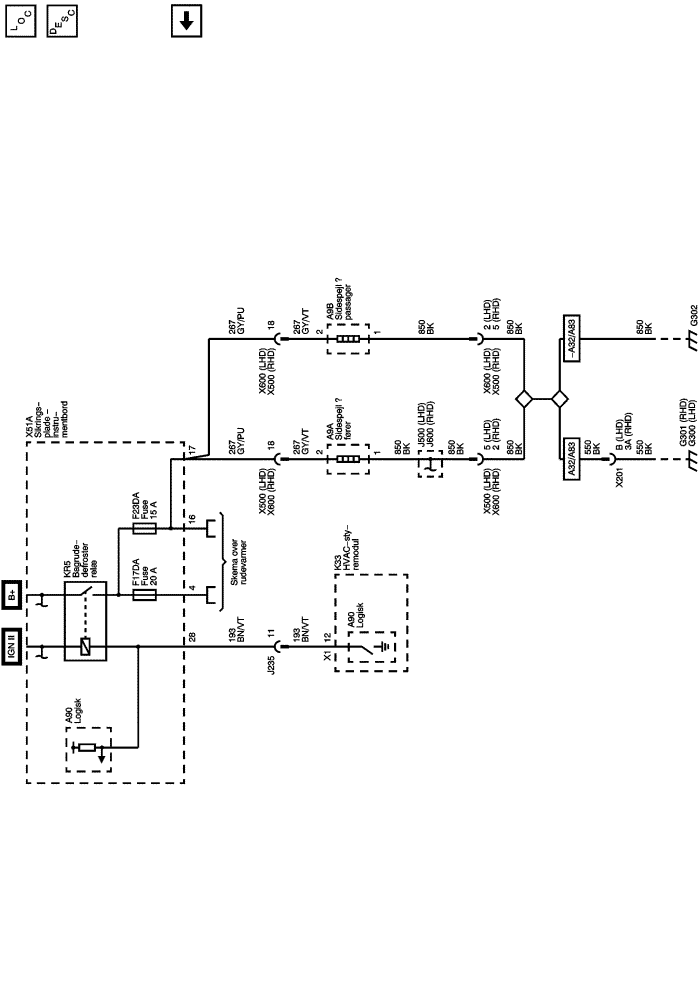 LOC
DESC
X51A
Sikrings–
plade –
instru–
mentbord
B+
IGN II
KR5
Bagrude–
defroster
relæ
F23DA
Fuse
15 A
F17DA
Fuse
20 A
A90
Logisk
17
16
4
28
Skema over
rudevarmer
267
GY/PU
18
X600 (LHD)
X500 (RHD)
267
GY/VT
2
A9B
Sidespejl ?
passager
1
850
BK
2 (LHD)
5 (RHD)
X600 (LHD)
X500 (RHD)
850
BK
267
GY/PU
18
X500 (LHD)
X600 (RHD)
267
GY/VT
2
A9A
Sidespejl ?
fører
1
850
BK
J500 (LHD)
J600 (RHD)
850
BK
5 (LHD)
2 (RHD)
X500 (LHD)
X600 (RHD)
850
BK
193
BN/VT
11
J235
193
BN/VT
12
X1
K33
HVAC–sty–
remodul
A90
Logisk
–A32/A83
850
BK
G302
A32/A83
550
BK
B (LHD)
3A (RHD)
X201
550
BK
G301 (RHD)
G300 (LHD)